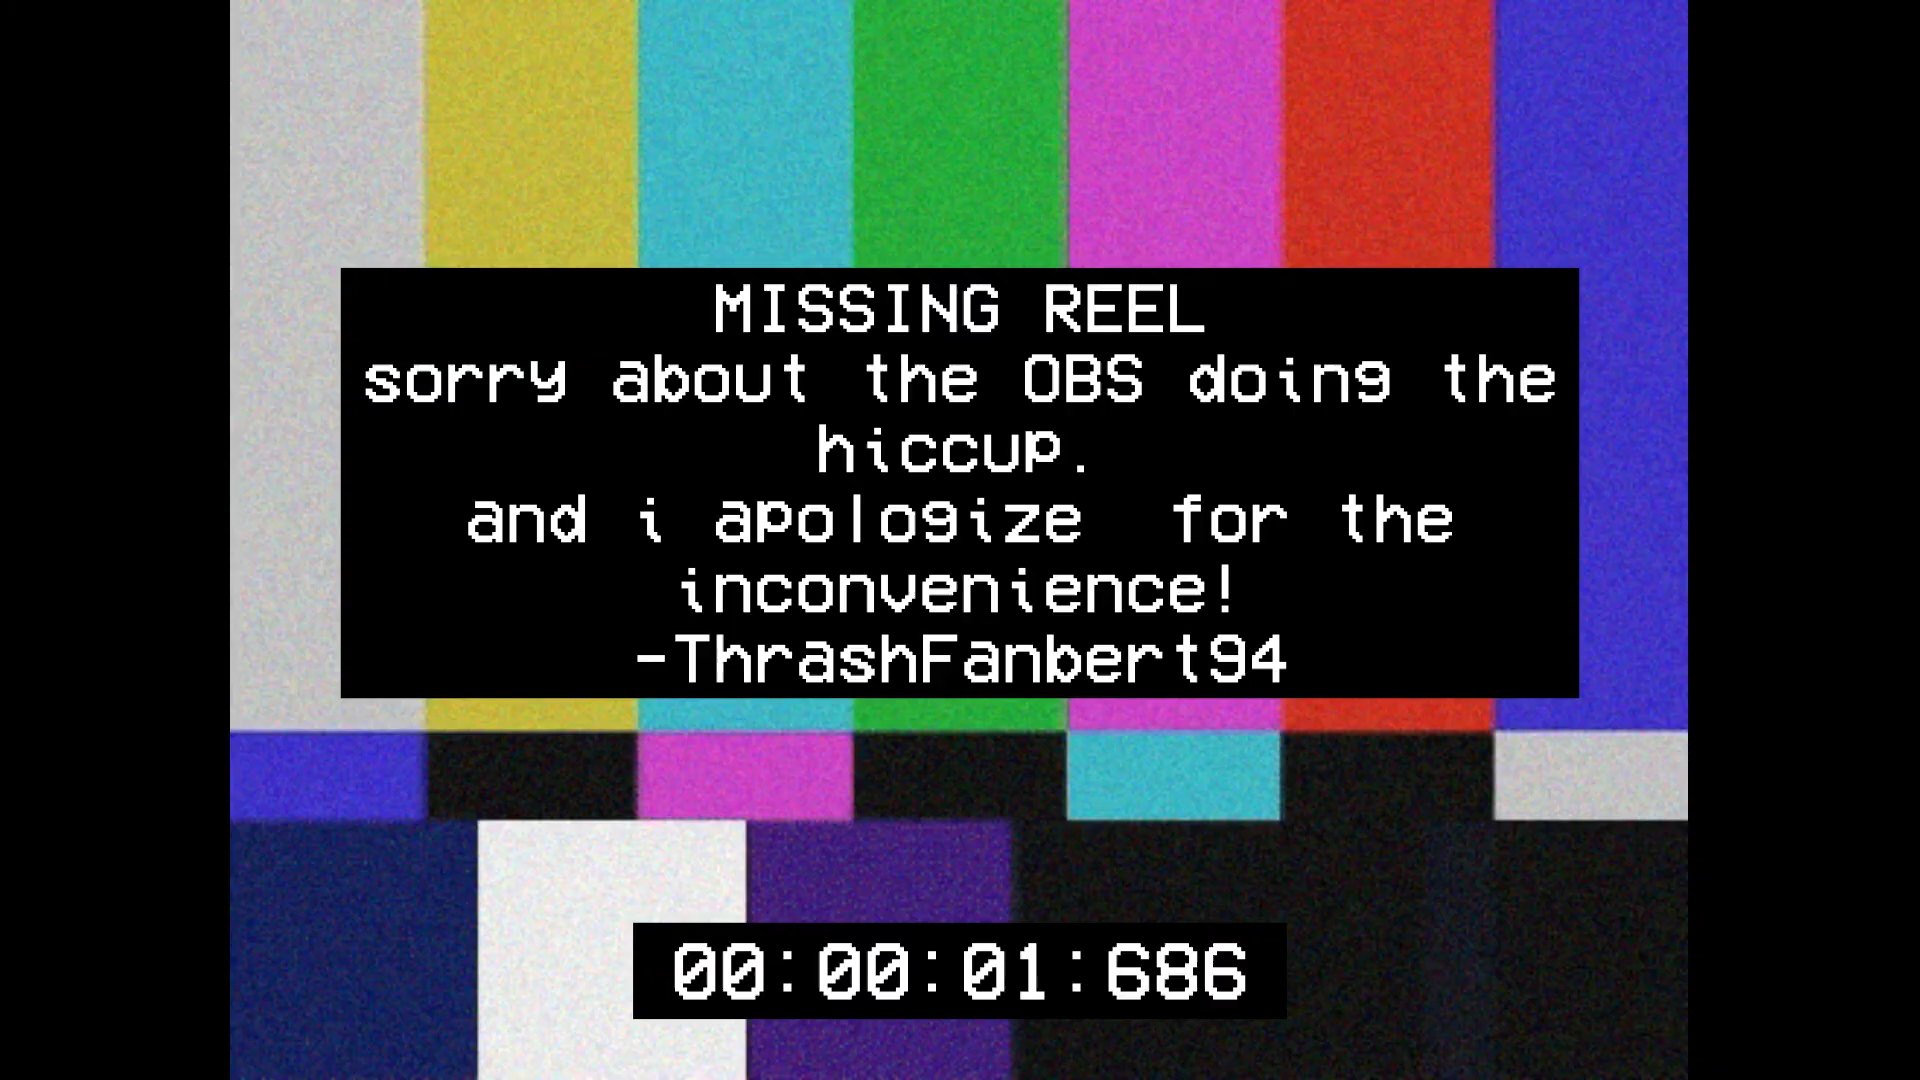 MISSING REEL
sorry about the OBS doing the
hiccup.
and i apologize  for the
inconvenience!
-ThrashFanbert94
00:00:01:686